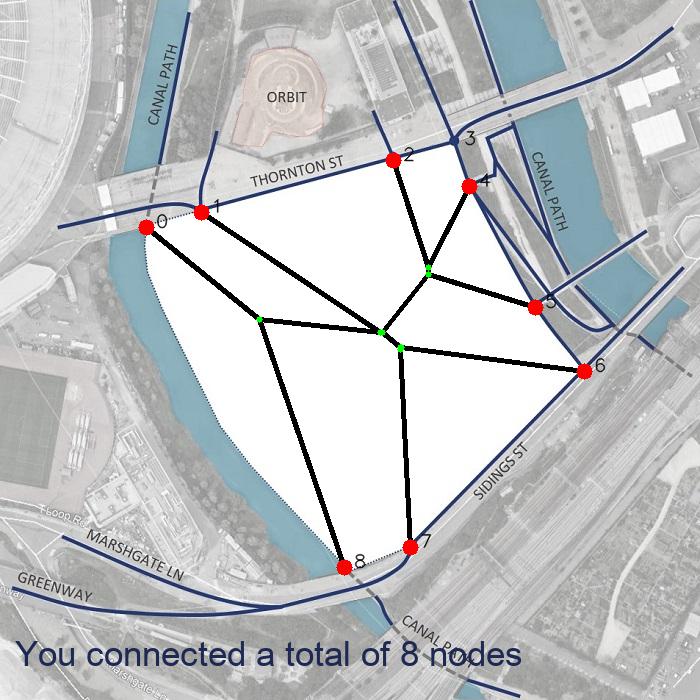 CANAL PATH
ORBIT
THORNTON ST
3
2
4
CANAL PATH
1
0
5
6
SIDINGS ST
7
8
MARSHGATE LN
GREENWAY
CANAL PATH
You connected a total of 8 nodes